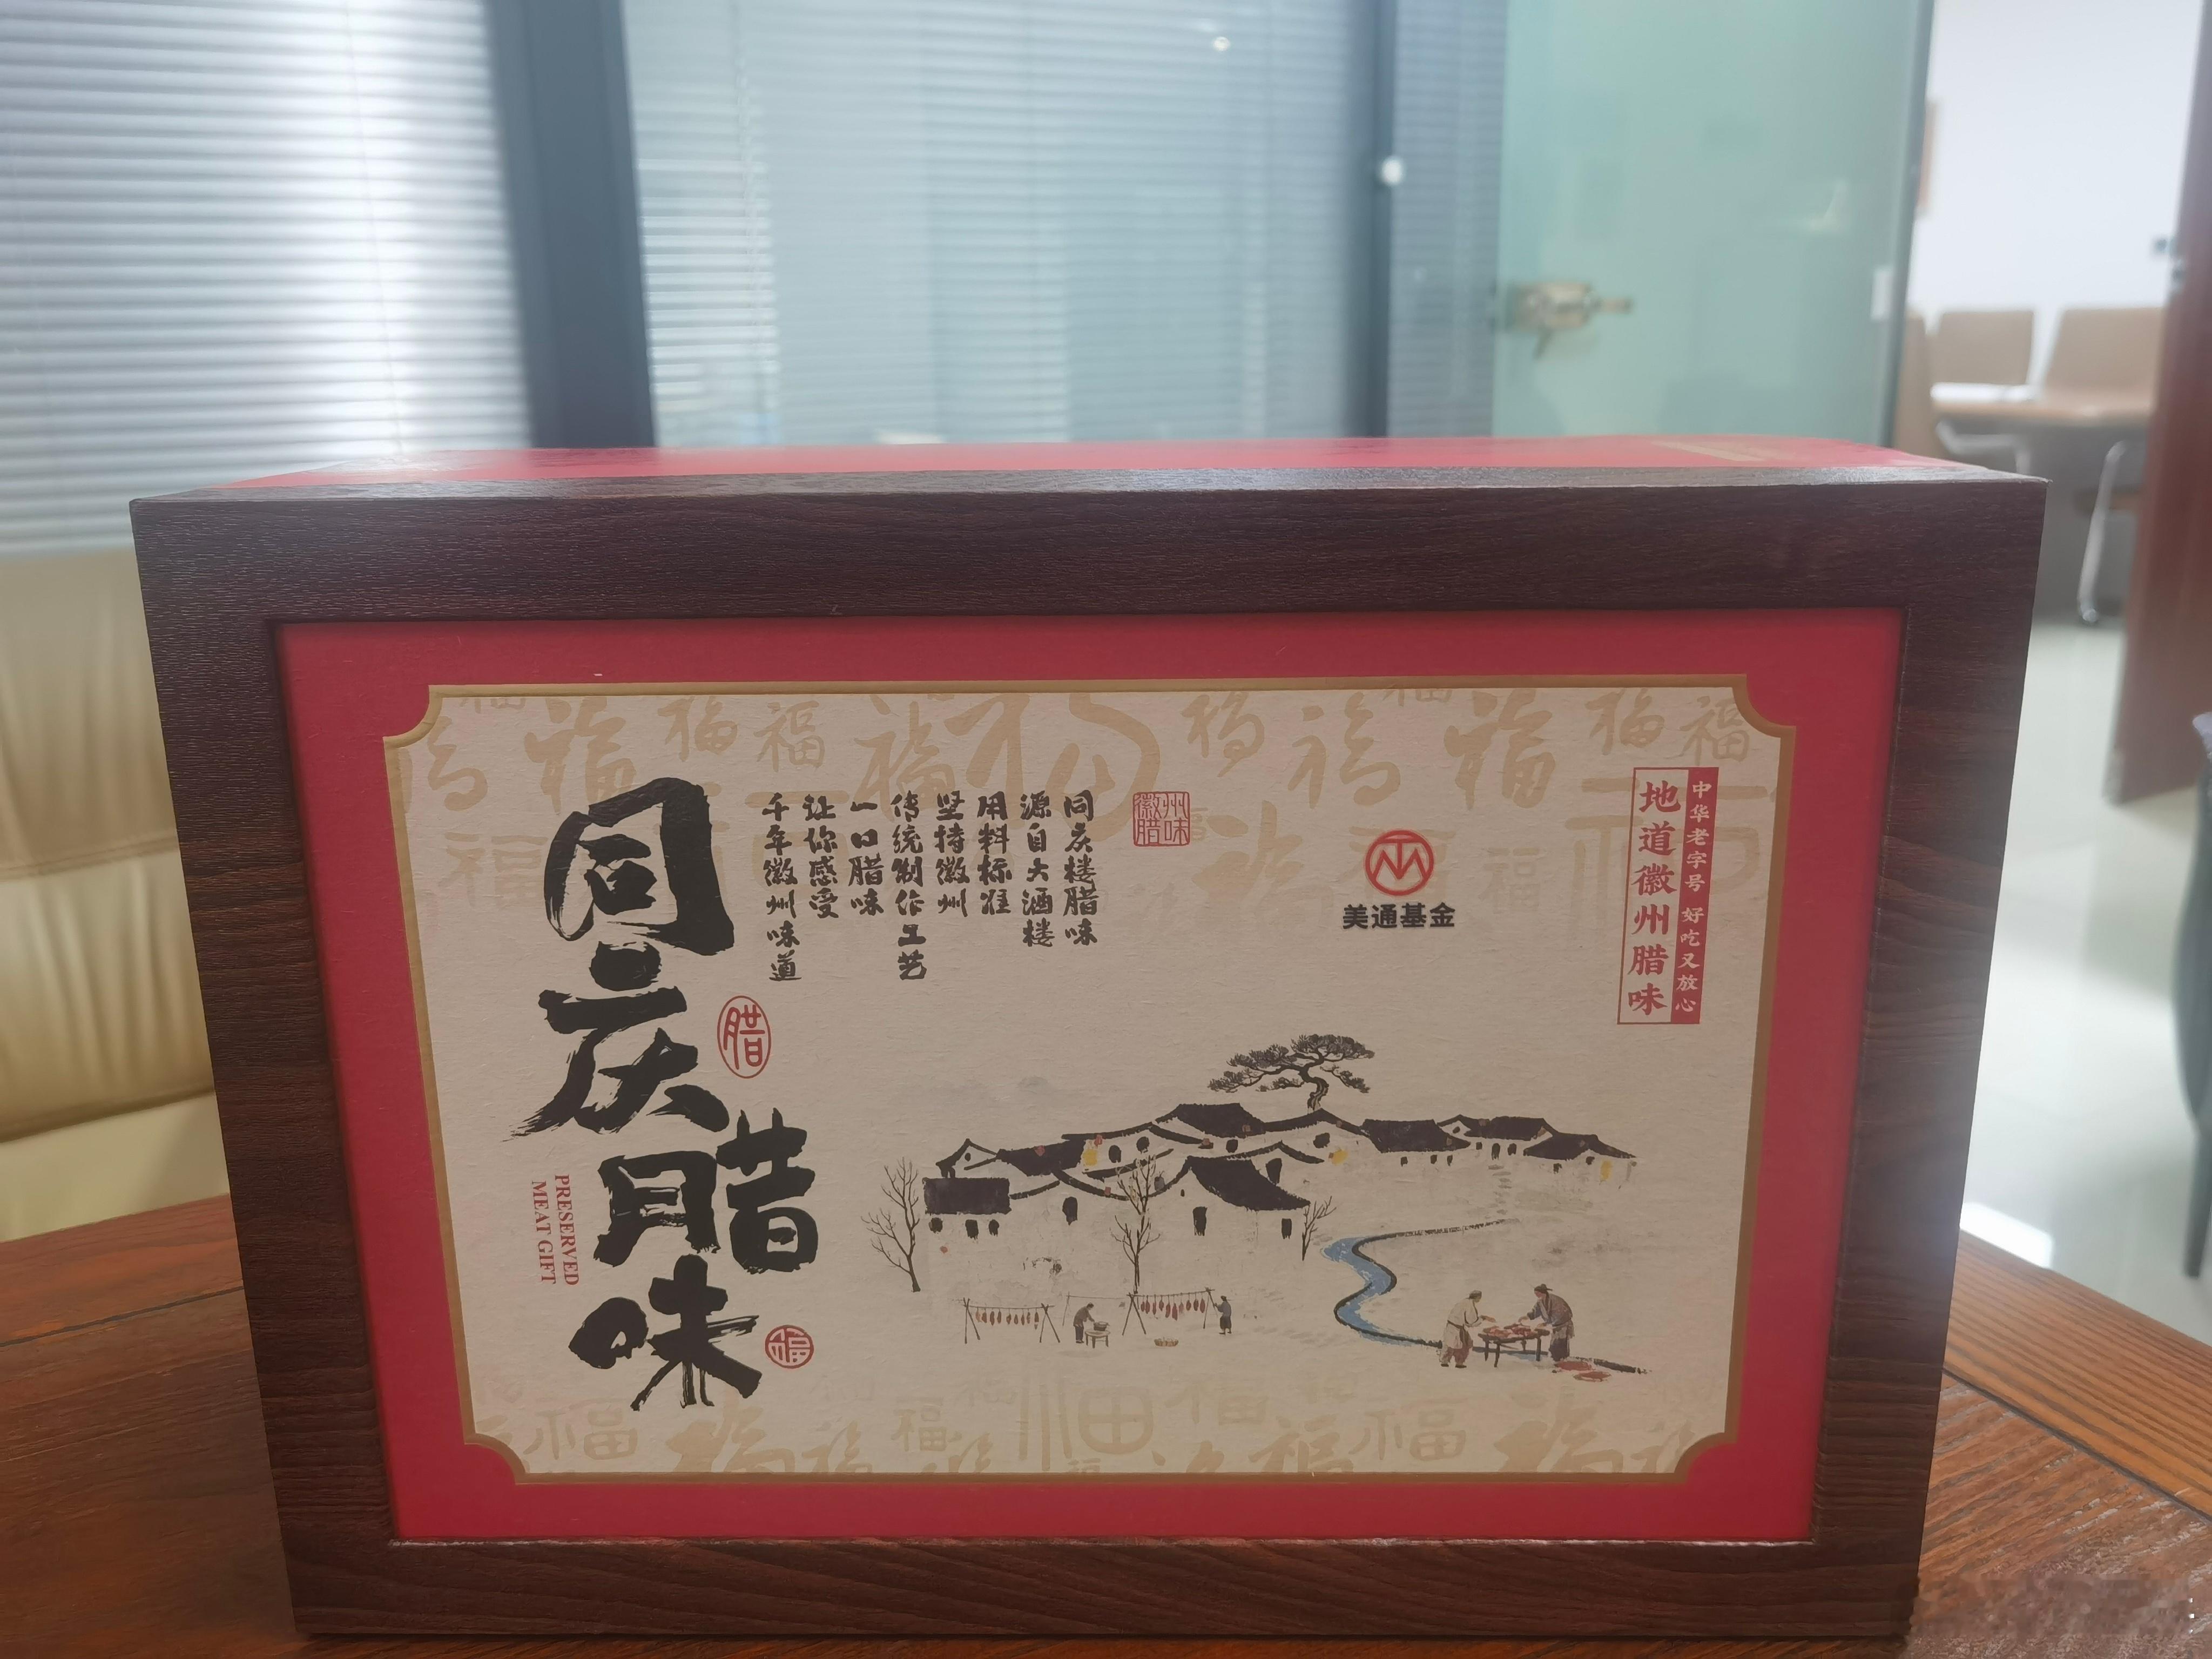 同庆腊味
腊
福
PRESERVED
MEAT GIFT
徽州
腊味
同庆楼腊味
源自大酒楼
用料标准
坚持徽州
传统制作工艺
一口腊味
让你感受
千年徽州味道
美通基金
中华老字号 好吃又放心
地道徽州腊味